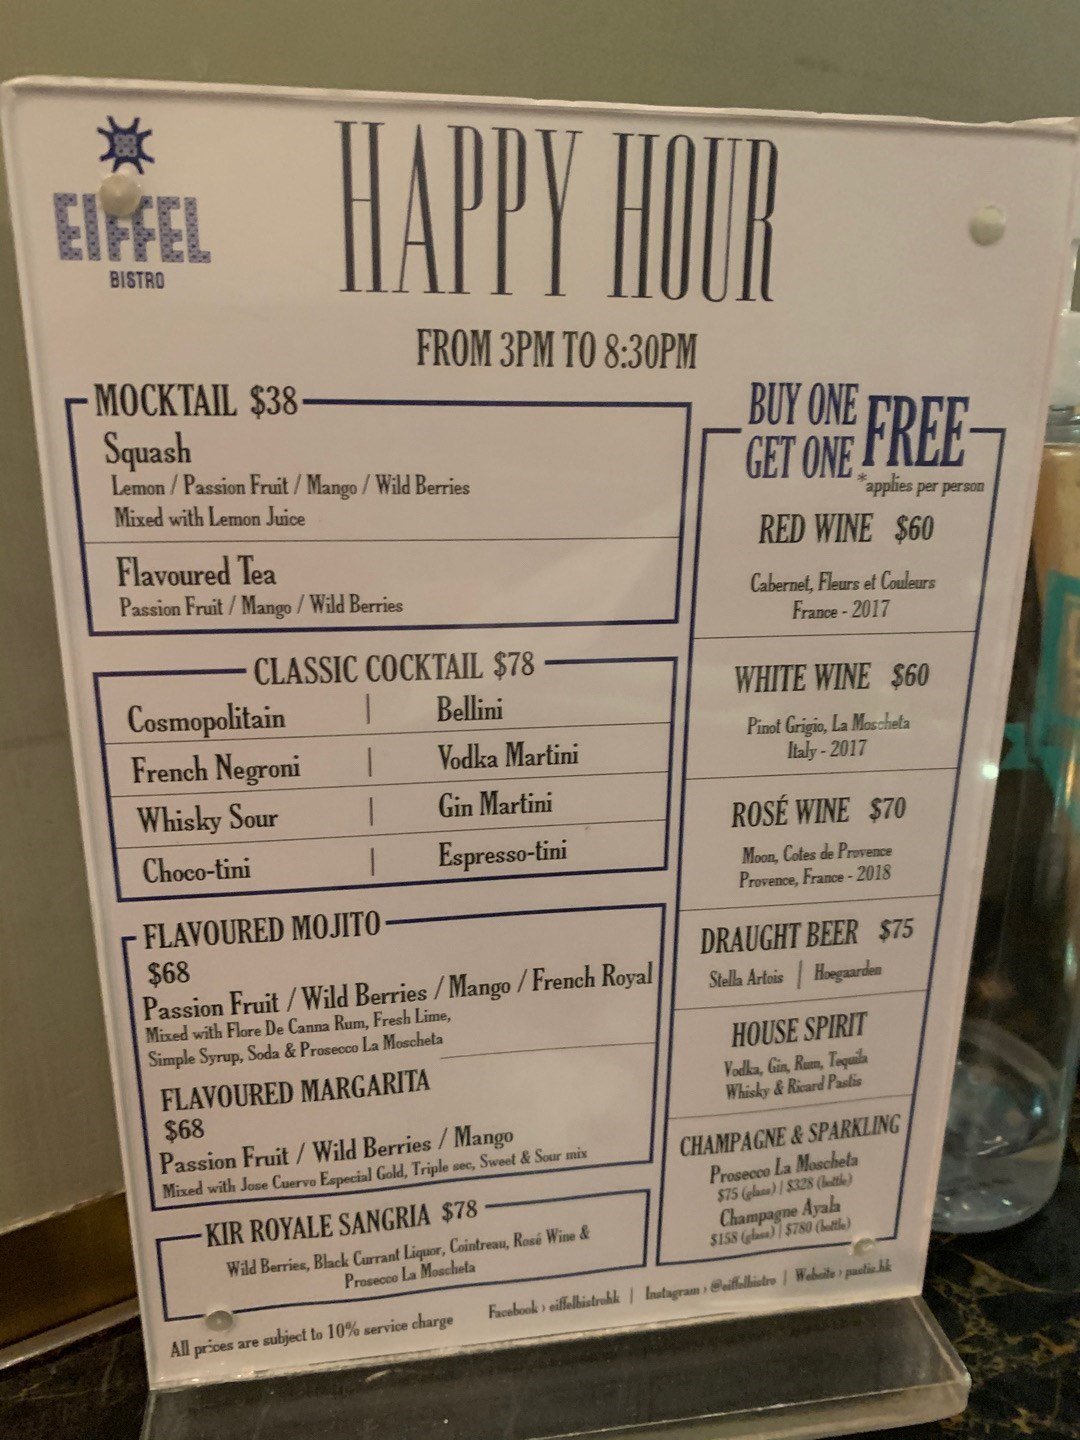 EIFFEL
BISTRO
HAPPY HOUR
FROM 3PM TO 8:30PM
MOCKTAIL $38
Squash
Lemon / Passion Fruit / Mango / Wild Berries
Mixed with Lemon Juice
Flavoured Tea
Passion Fruit / Mango / Wild Berries
CLASSIC COCKTAIL $78
Cosmopolitain | Bellini
French Negroni | Vodka Martini
Whisky Sour | Gin Martini
Choco-tini | Espresso-tini
FLAVOURED MOJITO
$68
Passion Fruit / Wild Berries / Mango / French Royal
Mixed with Flore De Canna Rum, Fresh Lime,
Simple Syrup, Soda & Prosecco La Moscheta
FLAVOURED MARGARITA
$68
Passion Fruit / Wild Berries / Mango
Mixed with Jose Cuervo Especial Gold, Triple sec, Sweet & Sour mix
KIR ROYALE SANGRIA $78
Wild Berries, Black Currant Liquor, Cointreau, Rosé Wine &
Prosecco La Moscheta
BUY ONE
GET ONE FREE
*applies per person
RED WINE $60
Cabernet, Fleurs et Couleurs
France - 2017
WHITE WINE $60
Pinot Grigio, La Moscheta
Italy - 2017
ROSÉ WINE $70
Moon, Cotes de Provence
Provence, France - 2018
DRAUGHT BEER $75
Stella Artois | Hoegaarden
HOUSE SPIRIT
Vodka, Gin, Rum, Tequila
Whisky & Ricard Pastis
CHAMPAGNE & SPARKLING
Prosecco La Moscheta
$75 (glass) | $328 (bottle)
Champagne Ayala
$158 (glass) | $780 (bottle)
All prices are subject to 10% service charge
Facebook › eiffelbistrohk | Instagram › @eiffelbistro | Website › pastis.hk